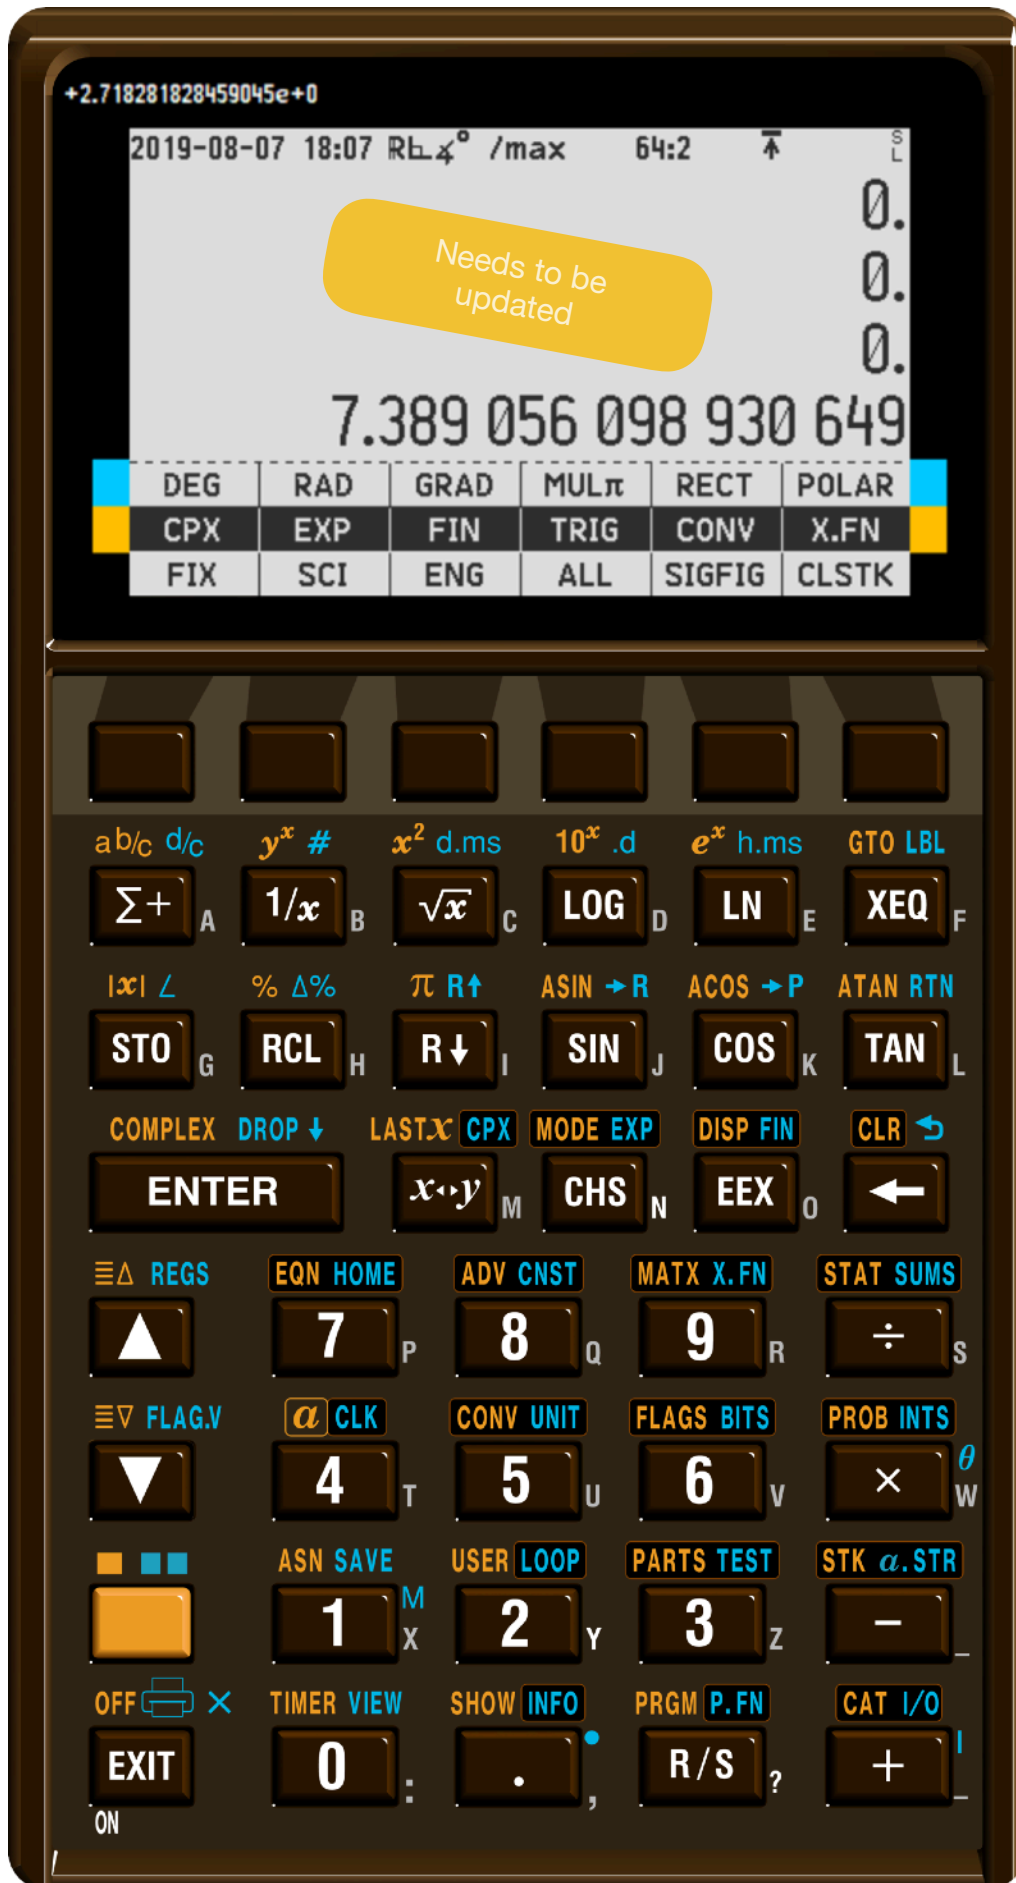 +2.718281828459045e+0
2019-08-07 18:07 R∟∡° /max 64:2 S L
0.
0.
Needs to be
updated
0.
7.389 056 098 930 649
DEG RAD GRAD MULπ RECT POLAR
CPX EXP FIN TRIG CONV X.FN
FIX SCI ENG ALL SIGFIG CLSTK
a b/c d/c yˣ # x² d.ms 10ˣ .d eˣ h.ms GTO LBL
∑+ A 1/x B √x C LOG D LN E XEQ F
|x| ∠ % Δ% π R↑ ASIN →R ACOS →P ATAN RTN
STO G RCL H R↓ I SIN J COS K TAN L
COMPLEX DROP↓ LASTx CPX MODE EXP DISP FIN CLR ⮌
ENTER x↔y M CHS N EEX O ←
≡△ REGS EQN HOME ADV CNST MATX X.FN STAT SUMS
▲ 7 P 8 Q 9 R ÷ S
≡▽ FLAG.V α CLK CONV UNIT FLAGS BITS PROB INTS
▼ 4 T 5 U 6 V × θ W
ASN SAVE USER LOOP PARTS TEST STK α.STR
1 M X 2 Y 3 Z − _
OFF × TIMER VIEW SHOW INFO PRGM P.FN CAT I/O
EXIT 0 : . • , R/S ? + | _
ON